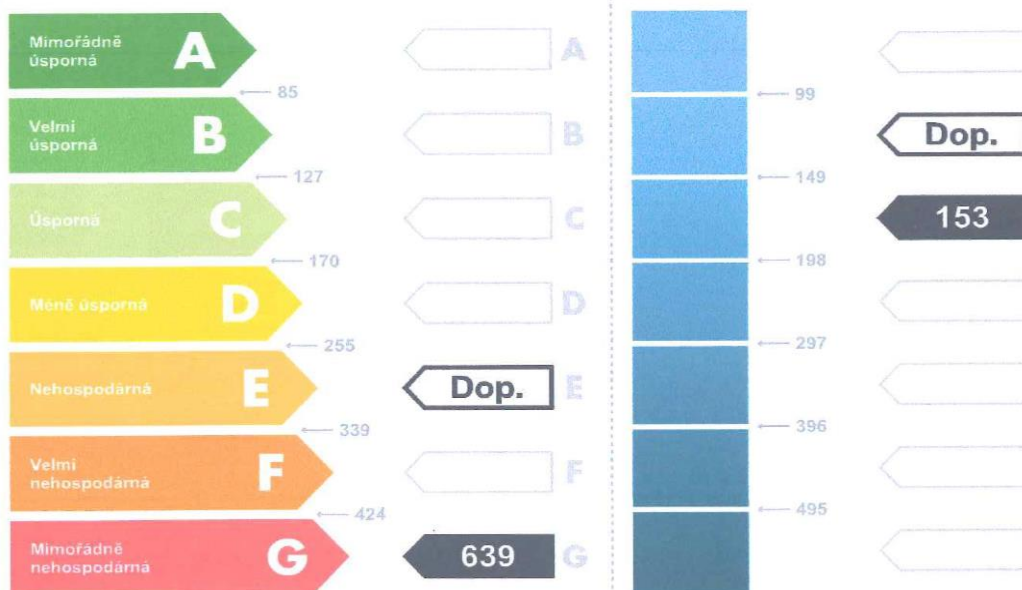 Mimořádně
úsporná
A
A
85
99
Velmi
úsporná
B
B
Dop.
127
149
Úsporná
C
C
153
170
198
Méně úsporná
D
D
255
297
Nehospodárná
E
Dop.
E
339
396
Velmi
nehospodárná
F
F
424
495
Mimořádně
nehospodárná
G
639
G